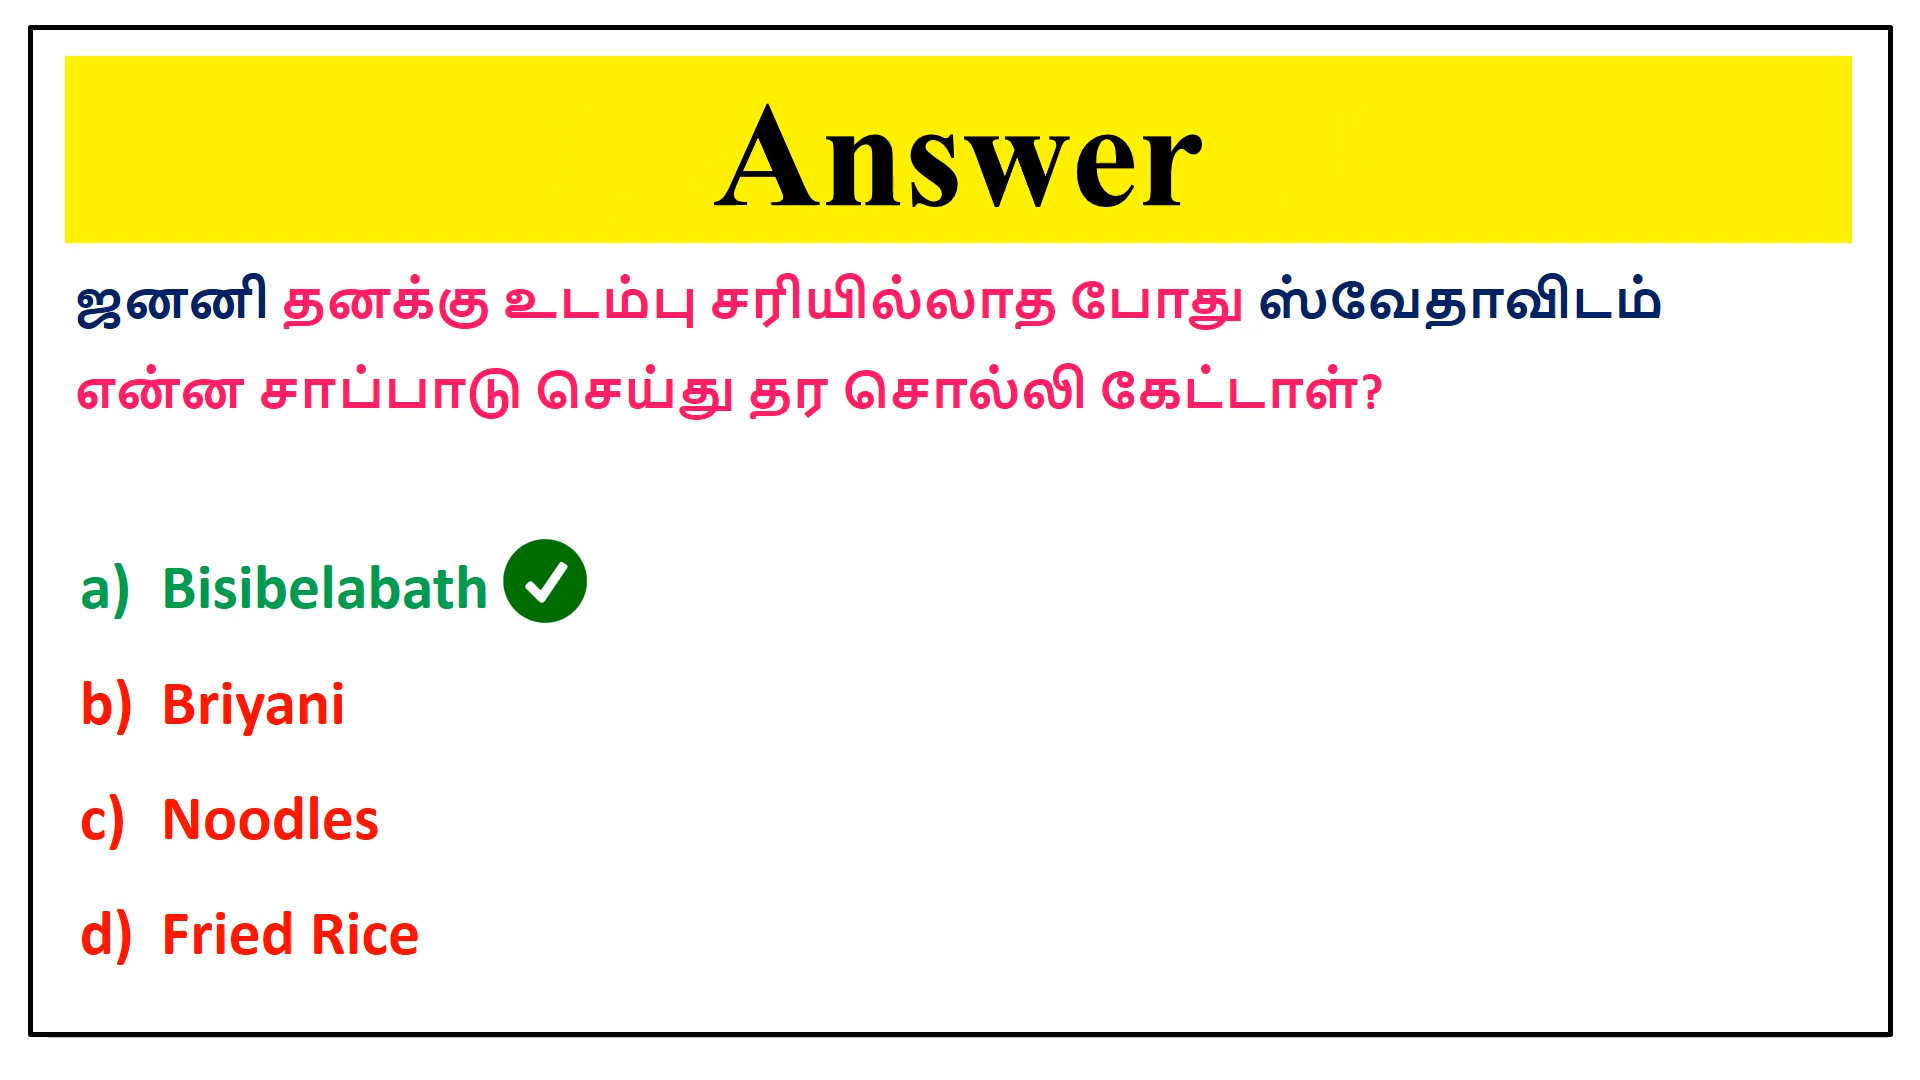 Answer
ஜனனி தனக்கு உடம்பு சரியில்லாத போது ஸ்வேதாவிடம்
என்ன சாப்பாடு செய்து தர சொல்லி கேட்டாள்?
a) Bisibelabath
b) Briyani
c) Noodles
d) Fried Rice